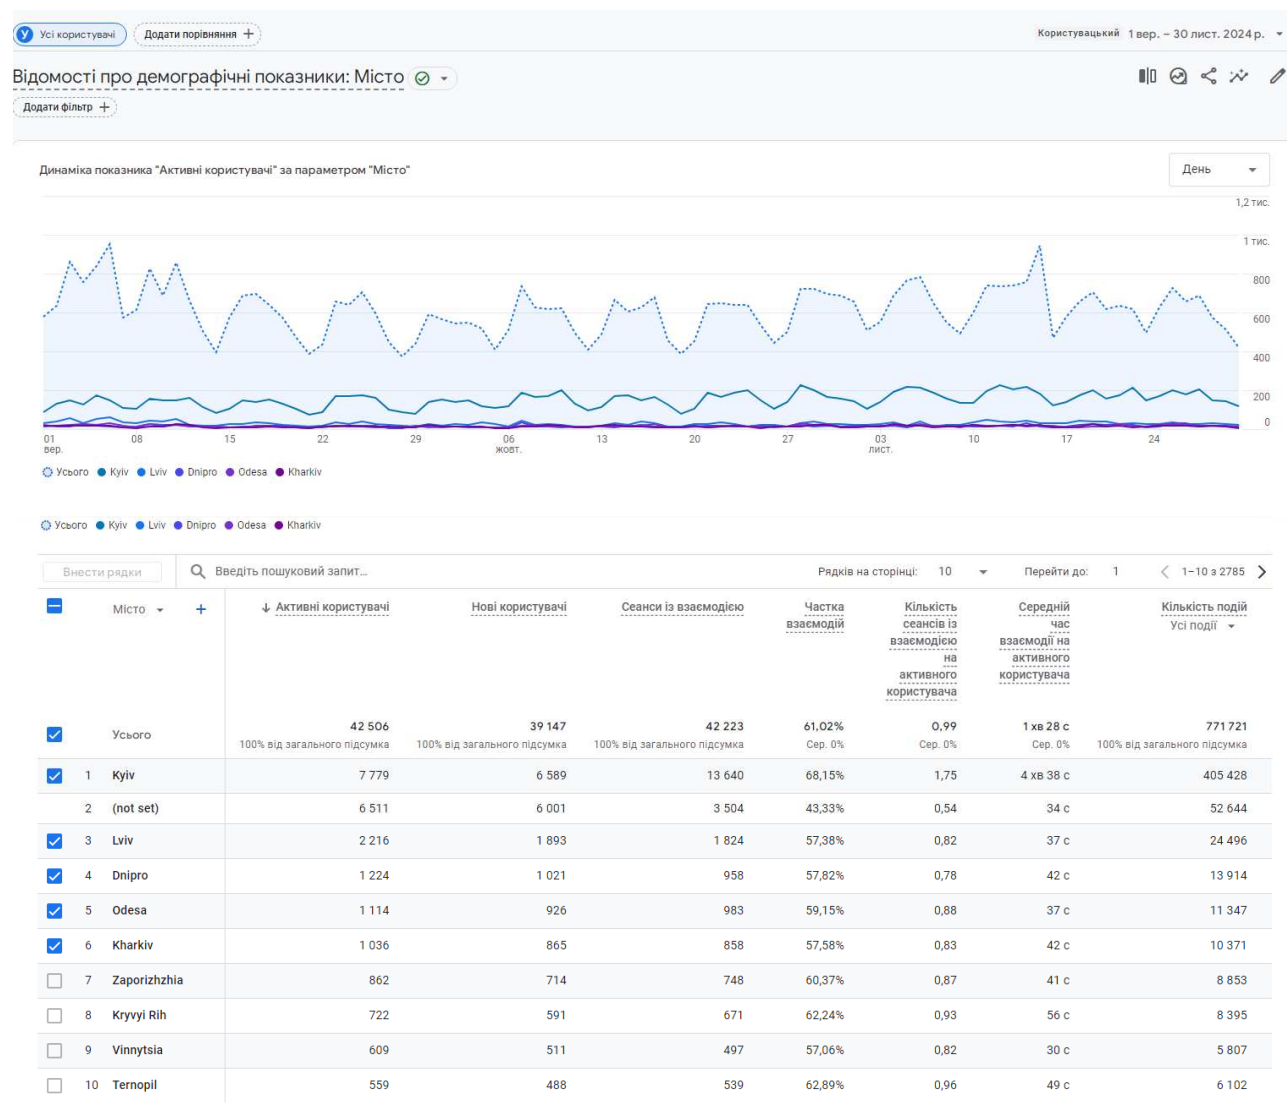 У Усі користувачі Додати порівняння + Користувацький 1 вер. – 30 лист. 2024 р.
Відомості про демографічні показники: Місто
Додати фільтр +
Динаміка показника "Активні користувачі" за параметром "Місто" День
1,2 тис.
1 тис.
800
600
400
200
0
01 08 15 22 29 06 13 20 27 03 10 17 24
вер. жовт. лист.
Усього Kyiv Lviv Dnipro Odesa Kharkiv
Усього Kyiv Lviv Dnipro Odesa Kharkiv
Внести рядки Введіть пошуковий запит... Рядків на сторінці: 10 Перейти до: 1 1–10 з 2785
Місто + ↓ Активні користувачі Нові користувачі Сеанси із взаємодією Частка взаємодій Кількість сеансів із взаємодією на активного користувача Середній час взаємодії на активного користувача Кількість подій
Усі події
Усього 42 506 39 147 42 223 61,02% 0,99 1 хв 28 с 771 721
100% від загального підсумка 100% від загального підсумка 100% від загального підсумка Сер. 0% Сер. 0% Сер. 0% 100% від загального підсумка
1 Kyiv 7 779 6 589 13 640 68,15% 1,75 4 хв 38 с 405 428
2 (not set) 6 511 6 001 3 504 43,33% 0,54 34 с 52 644
3 Lviv 2 216 1 893 1 824 57,38% 0,82 37 с 24 496
4 Dnipro 1 224 1 021 958 57,82% 0,78 42 с 13 914
5 Odesa 1 114 926 983 59,15% 0,88 37 с 11 347
6 Kharkiv 1 036 865 858 57,58% 0,83 42 с 10 371
7 Zaporizhzhia 862 714 748 60,37% 0,87 41 с 8 853
8 Kryvyi Rih 722 591 671 62,24% 0,93 56 с 8 395
9 Vinnytsia 609 511 497 57,06% 0,82 30 с 5 807
10 Ternopil 559 488 539 62,89% 0,96 49 с 6 102